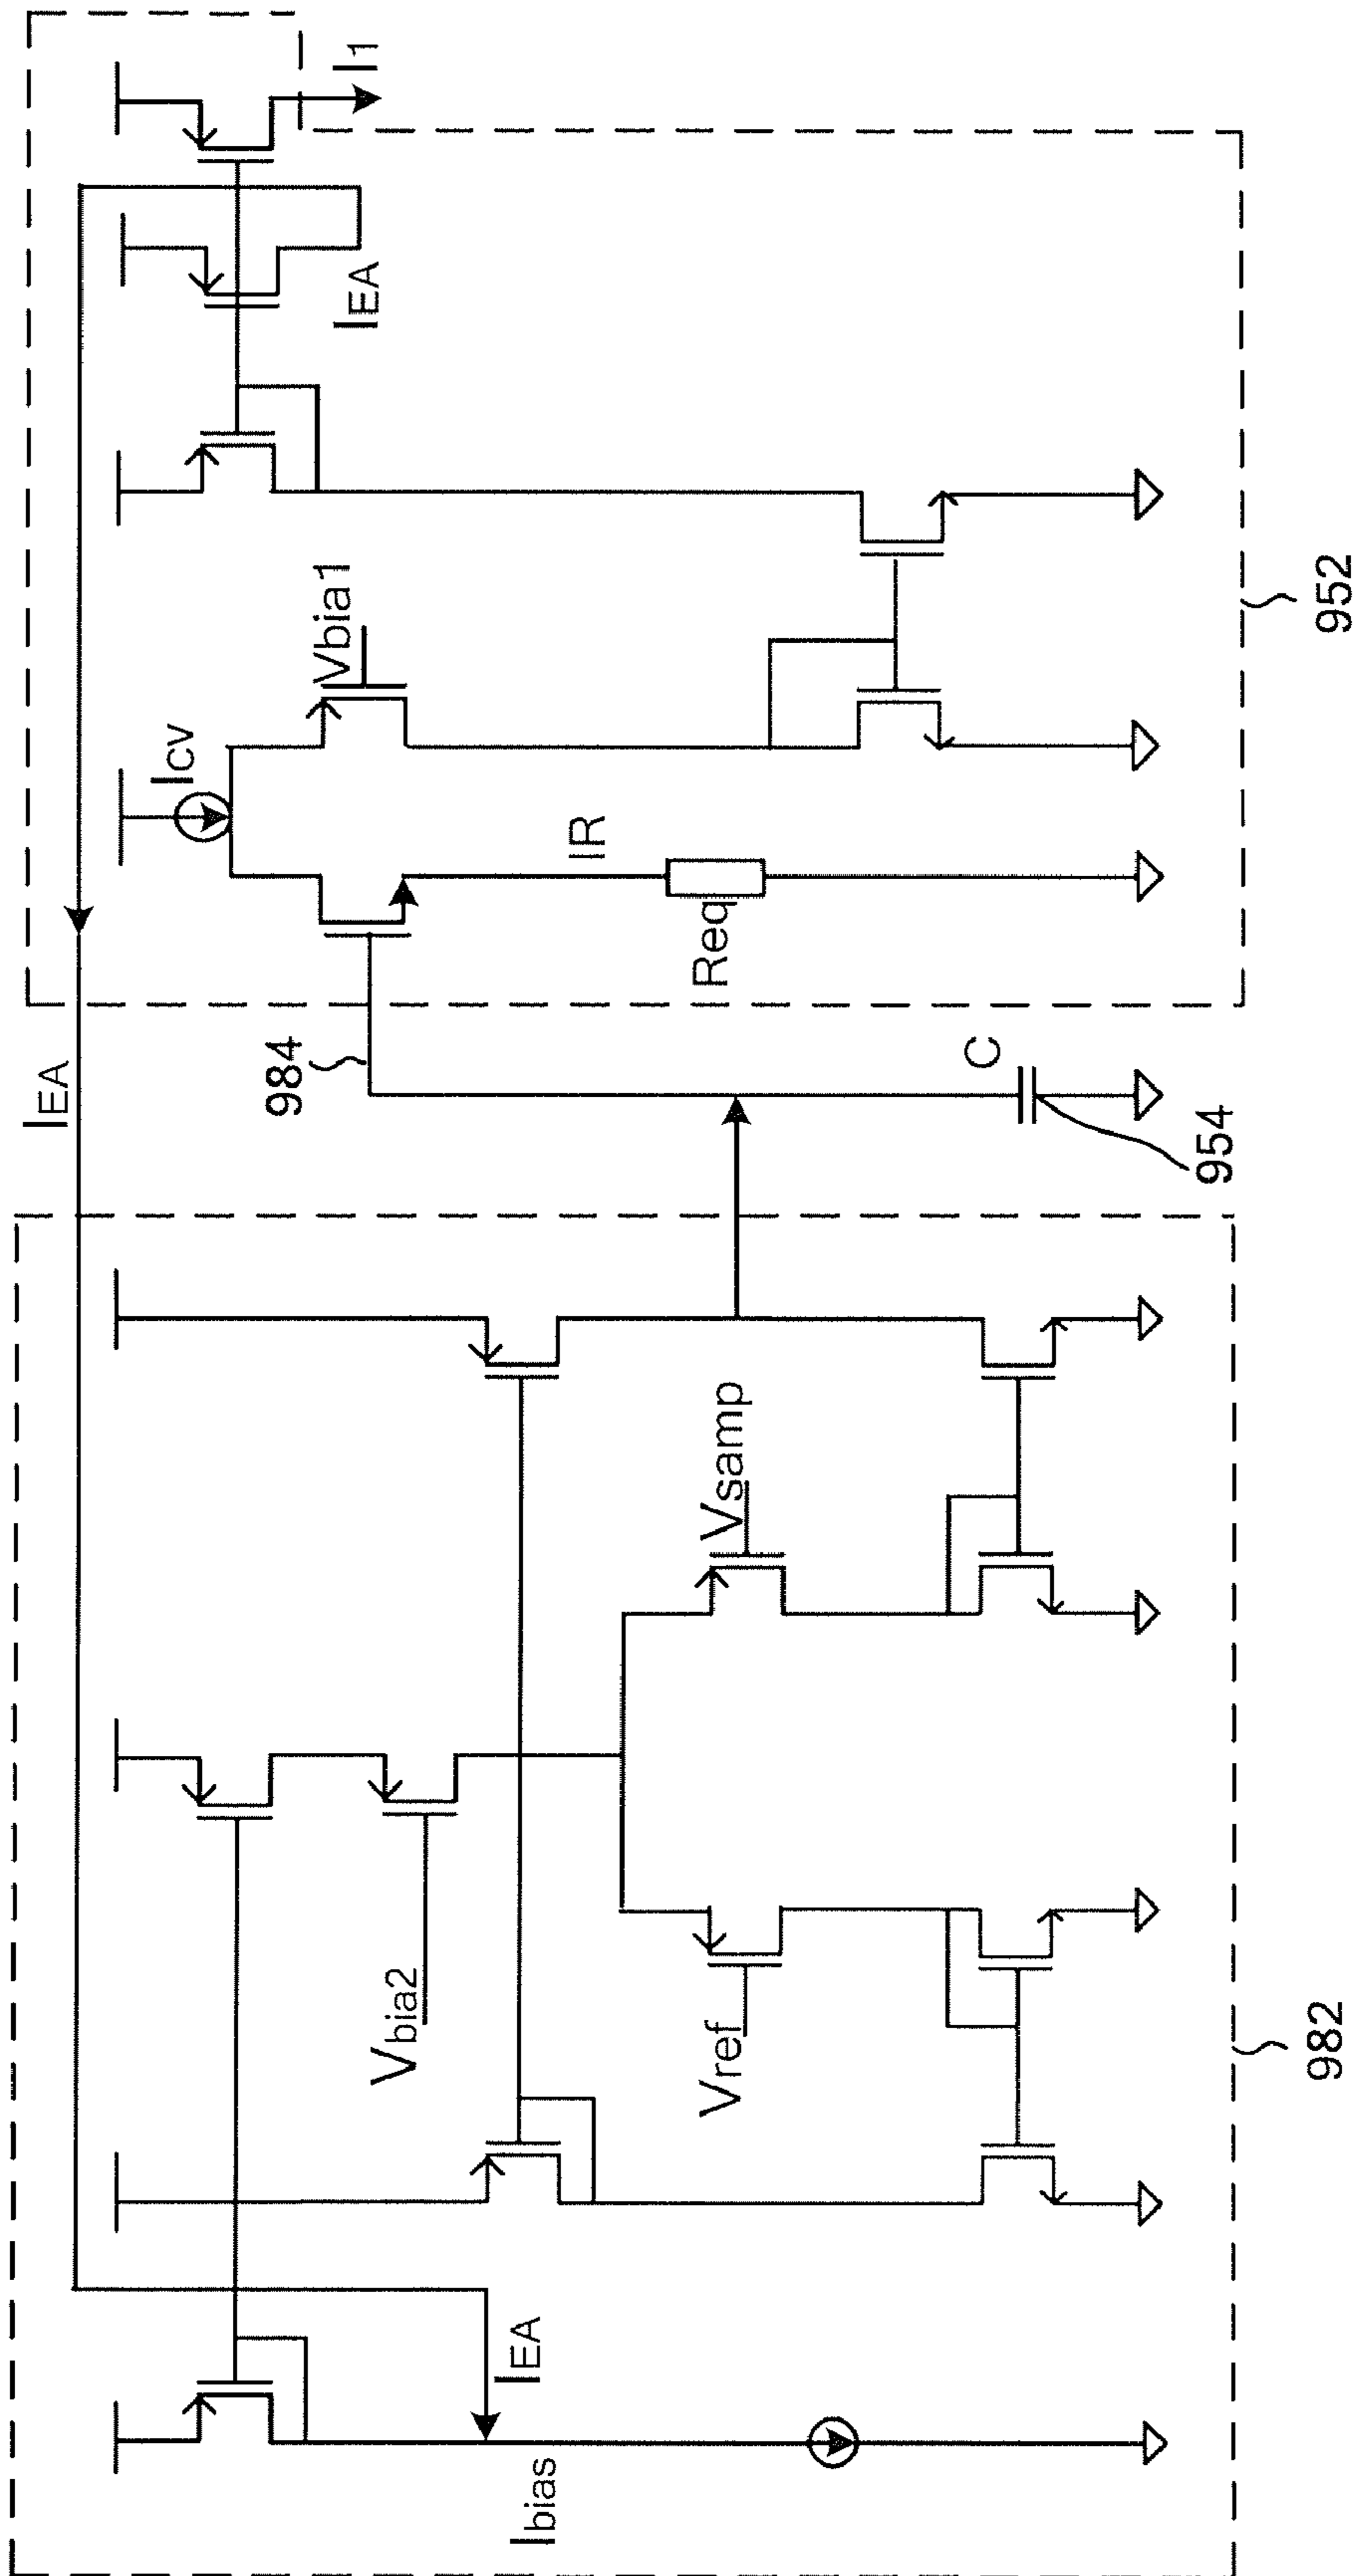 I1
IEA
Vbia1
Icv
IR
Req
952
IEA
984
C
954
Vsamp
Vbia2
Vref
982
IEA
Ibias